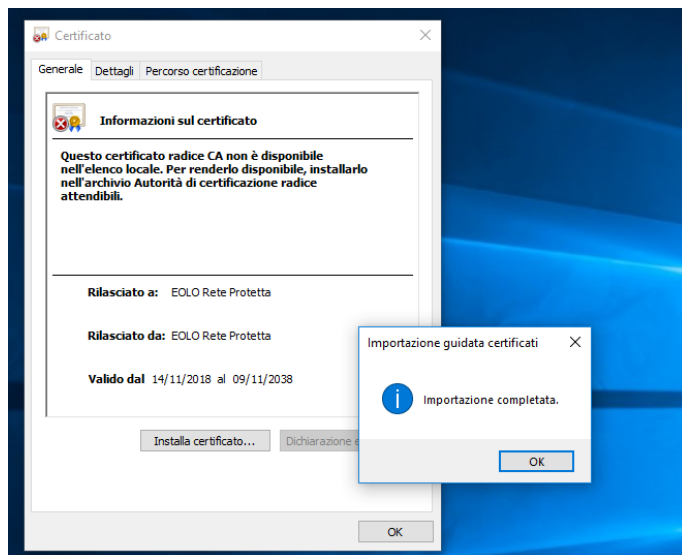 Certificato
Generale Dettagli Percorso certificazione
Informazioni sul certificato
Questo certificato radice CA non è disponibile
nell'elenco locale. Per renderlo disponibile, installarlo
nell'archivio Autorità di certificazione radice
attendibili.
Rilasciato a: EOLO Rete Protetta
Rilasciato da: EOLO Rete Protetta
Valido dal 14/11/2018 al 09/11/2038
Installa certificato... Dichiarazione e
OK
Importazione guidata certificati
Importazione completata.
OK